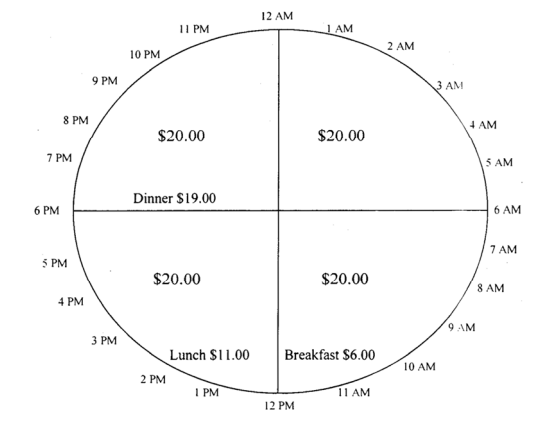 12 AM
11 PM
1 AM
10 PM
2 AM
9 PM
3 AM
8 PM
4 AM
$20.00
$20.00
7 PM
5 AM
Dinner $19.00
6 PM
6 AM
5 PM
7 AM
$20.00
$20.00
4 PM
8 AM
3 PM
9 AM
Lunch $11.00
Breakfast $6.00
2 PM
10 AM
1 PM
11 AM
12 PM